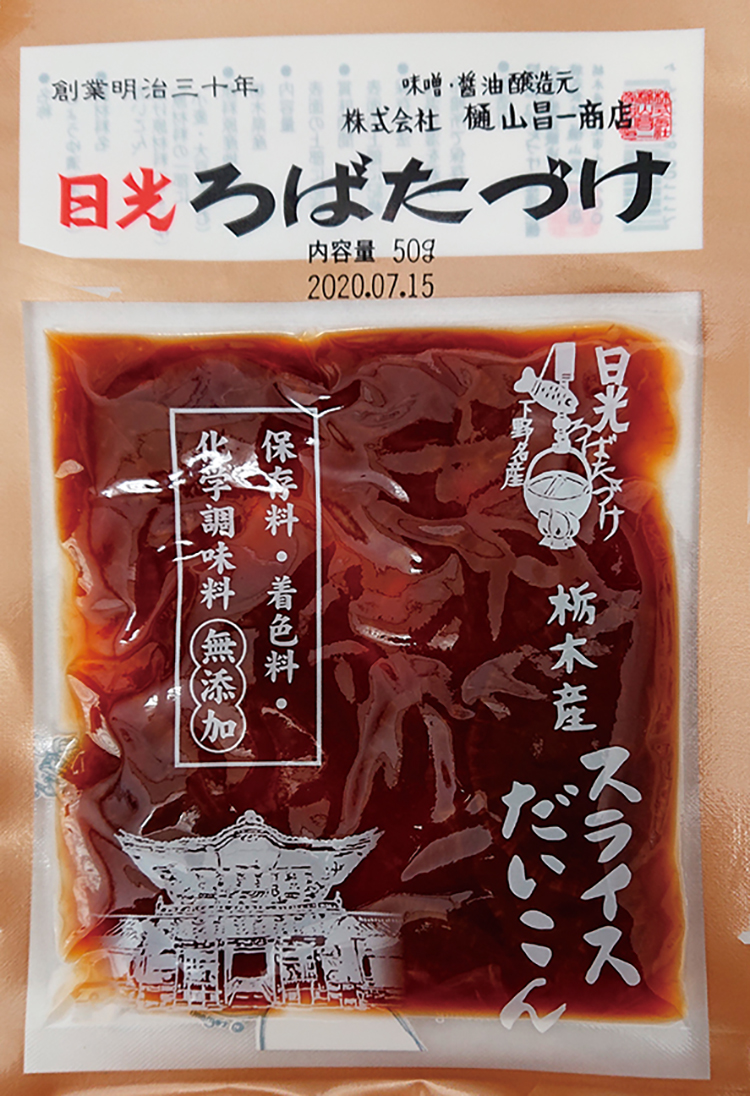 創業明治三十年
味噌・醤油醸造元
株式会社 樋山昌一商店
日光ろばたづけ
内容量 50g
2020.07.15
日光ろばたづけ
下野名産
栃木産
スライス
だいこん
保存料・着色料・
化学調味料無添加